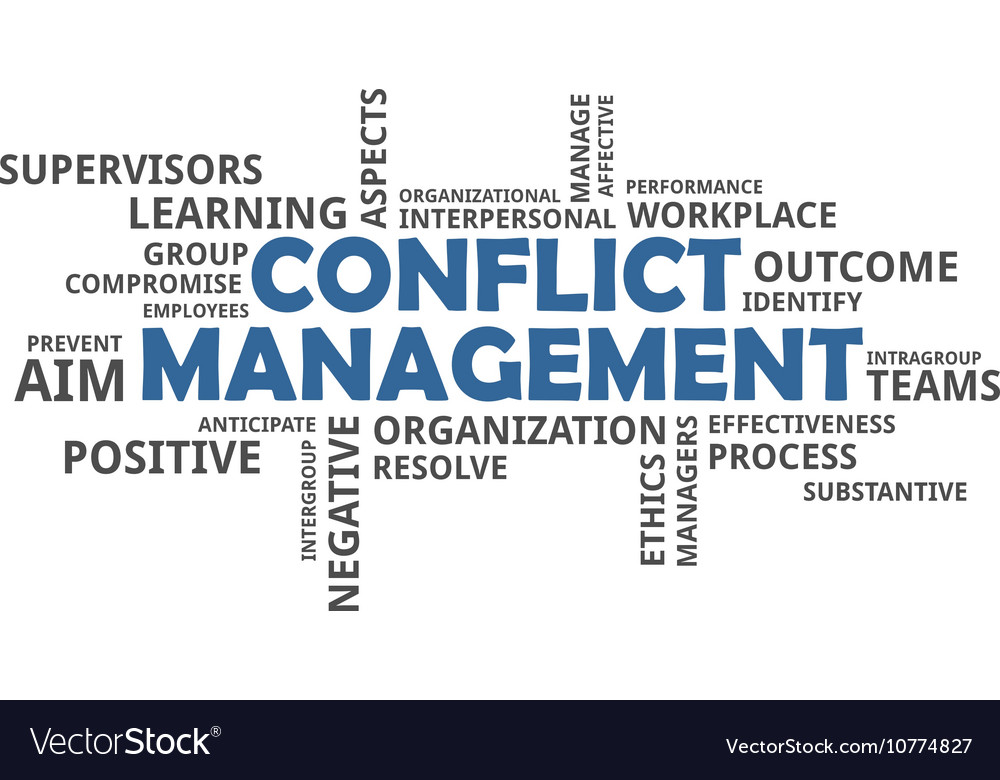 ASPECTS
MANAGE
AFFECTIVE
SUPERVISORS
ORGANIZATIONAL
PERFORMANCE
LEARNING
INTERPERSONAL
WORKPLACE
GROUP
CONFLICT
OUTCOME
COMPROMISE
IDENTIFY
EMPLOYEES
PREVENT
MANAGEMENT
INTRAGROUP
AIM
TEAMS
ANTICIPATE
ORGANIZATION
EFFECTIVENESS
POSITIVE
INTERGROUP
NEGATIVE
RESOLVE
ETHICS
MANAGERS
PROCESS
SUBSTANTIVE
VectorStock®
VectorStock.com/10774827